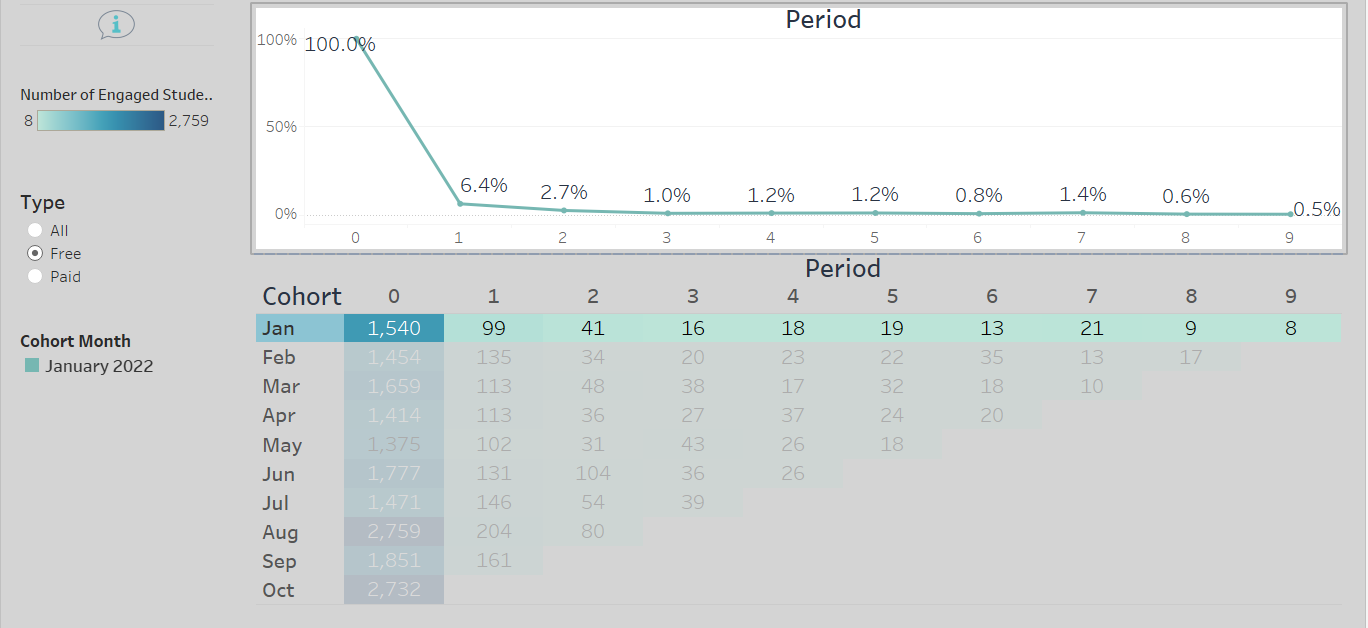 i
Number of Engaged Stude..
8 2,759
Type
All
Free
Paid
Cohort Month
January 2022
Period
100% 100.0%
50%
6.4% 2.7% 1.0% 1.2% 1.2% 0.8% 1.4% 0.6% 0.5%
0%
0 1 2 3 4 5 6 7 8 9
Period
Cohort 0 1 2 3 4 5 6 7 8 9
Jan 1,540 99 41 16 18 19 13 21 9 8
Feb 1,454 135 34 20 23 22 35 13 17
Mar 1,659 113 48 38 17 32 18 10
Apr 1,414 113 36 27 37 24 20
May 1,375 102 31 43 26 18
Jun 1,777 131 104 36 26
Jul 1,471 146 54 39
Aug 2,759 204 80
Sep 1,851 161
Oct 2,732